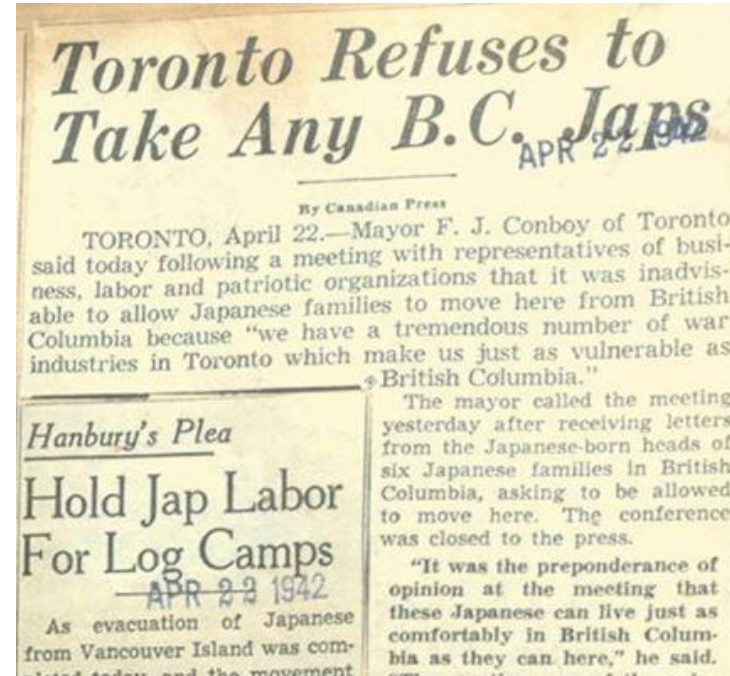 Toronto Refuses to
Take Any B.C. Japs
APR 22 1942
By Canadian Press
TORONTO, April 22.—Mayor F. J. Conboy of Toronto
said today following a meeting with representatives of busi-
ness, labor and patriotic organizations that it was inadvis-
able to allow Japanese families to move here from British
Columbia because "we have a tremendous number of war
industries in Toronto which make us just as vulnerable as
British Columbia."
The mayor called the meeting
yesterday after receiving letters
from the Japanese-born heads of
six Japanese families in British
Columbia, asking to be allowed
to move here. The conference
was closed to the press.
"It was the preponderance of
opinion at the meeting that
these Japanese can live just as
comfortably in British Colum-
bia as they can here," he said.
Hanbury's Plea
Hold Jap Labor
For Log Camps
APR 22 1942
As evacuation of Japanese
from Vancouver Island was com-
pleted today, and the movement